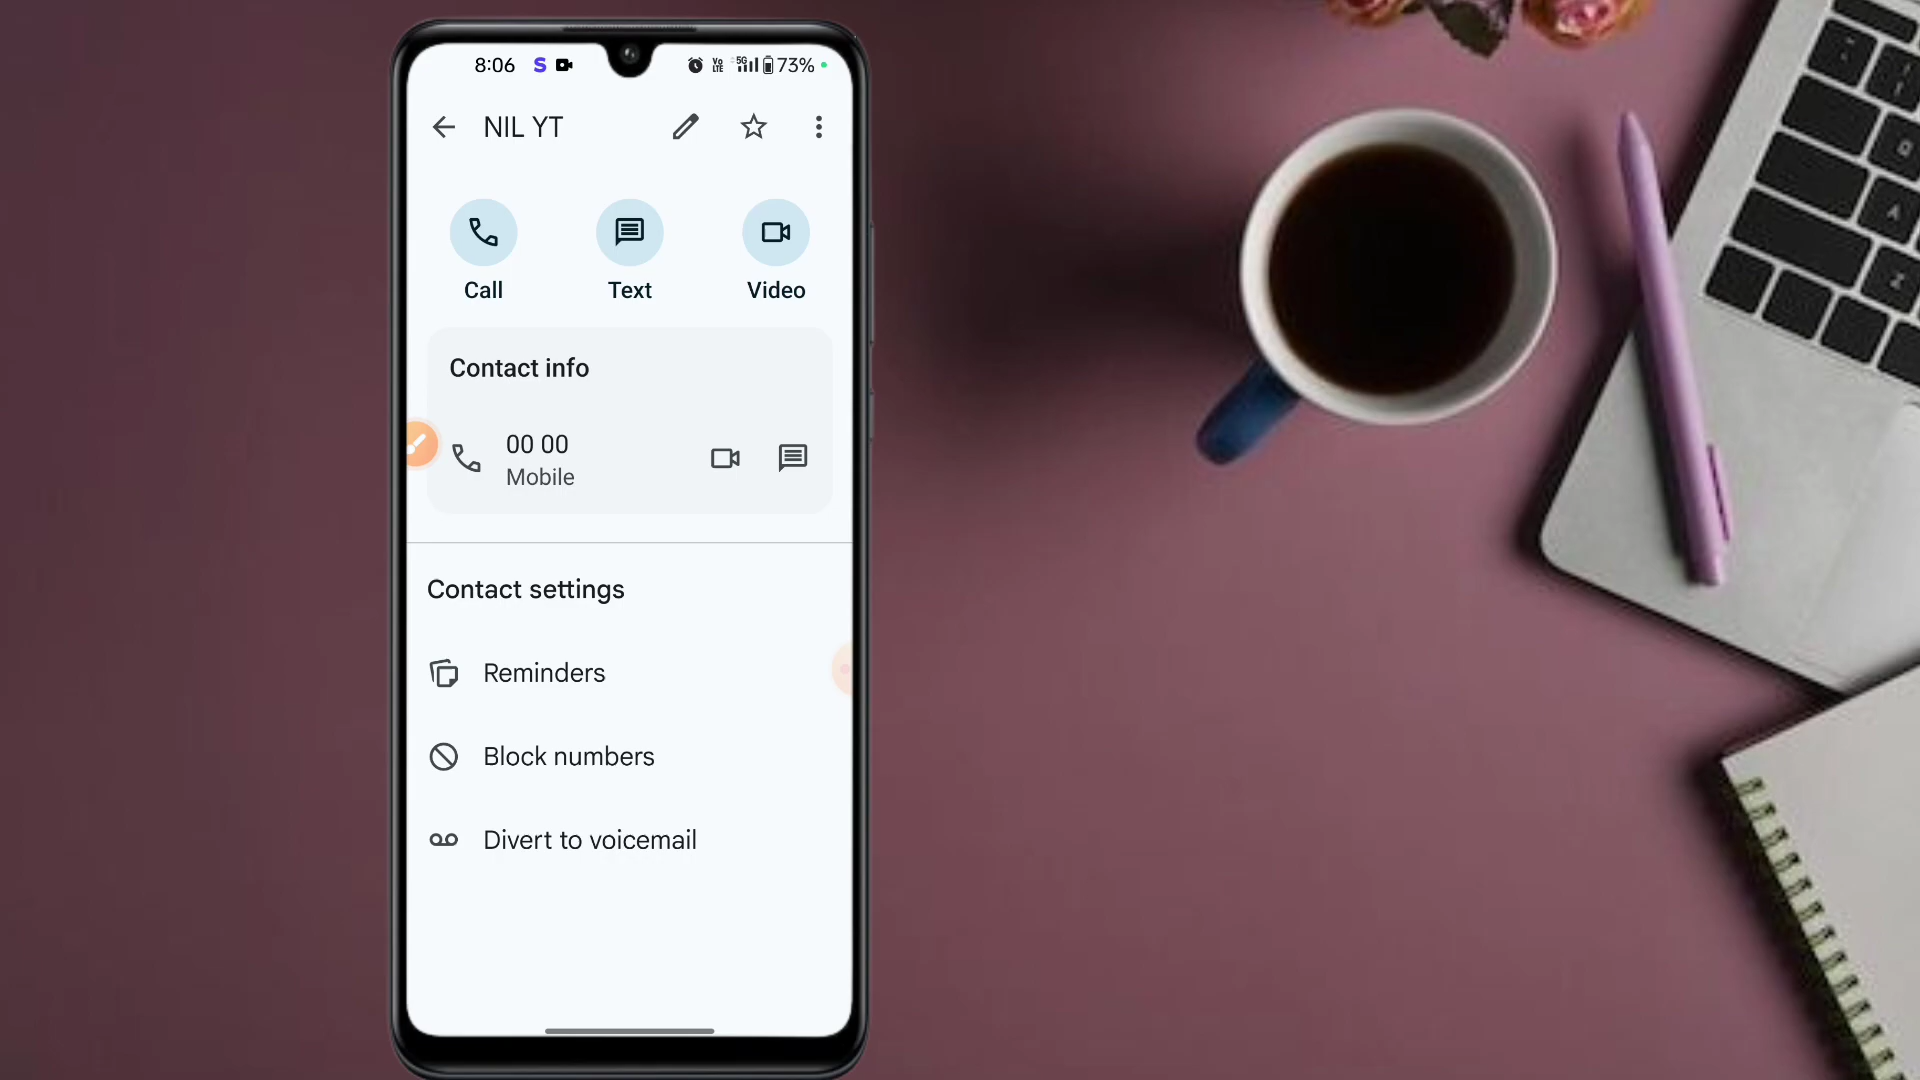 8:06 S 5G 73%
NIL YT
Call Text Video
Contact info
00 00
Mobile
Contact settings
Reminders
Block numbers
Divert to voicemail